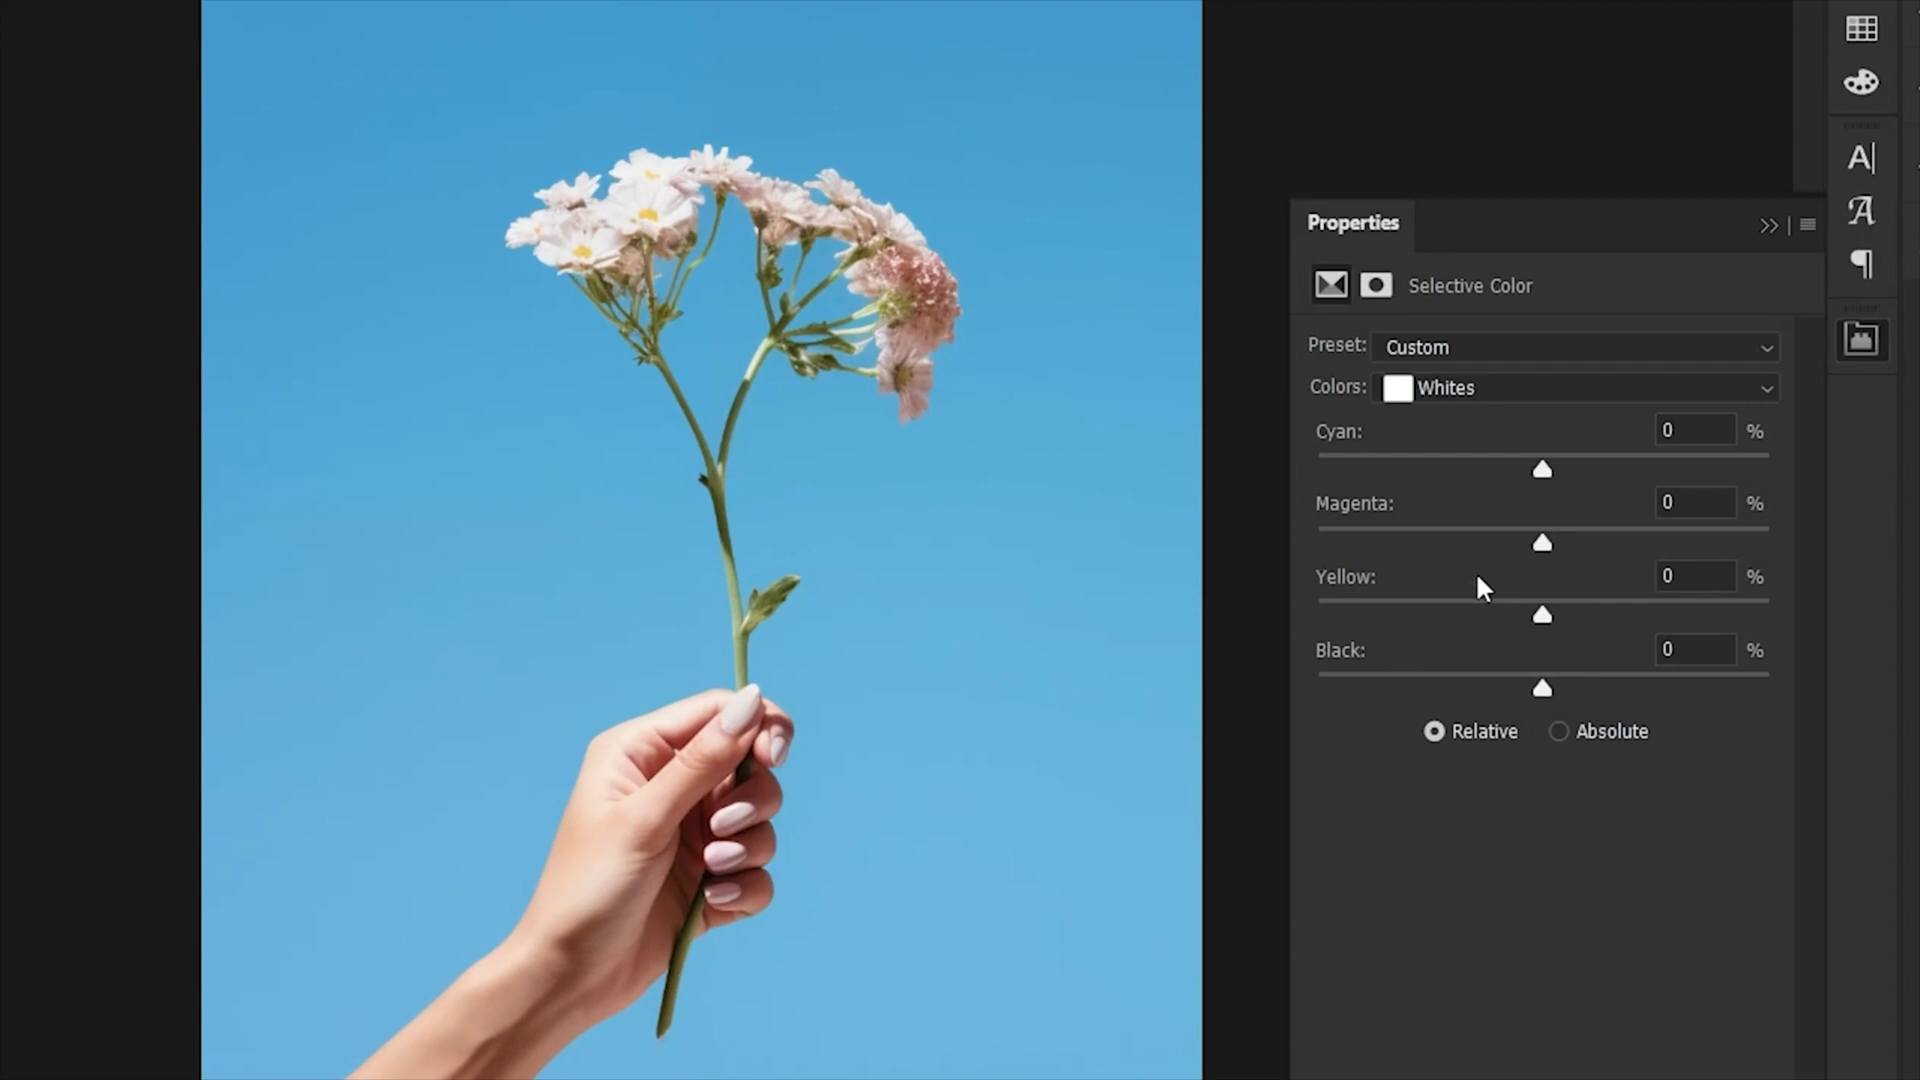 Properties
Selective Color
Preset: Custom
Colors: Whites
Cyan: 0 %
Magenta: 0 %
Yellow: 0 %
Black: 0 %
Relative Absolute